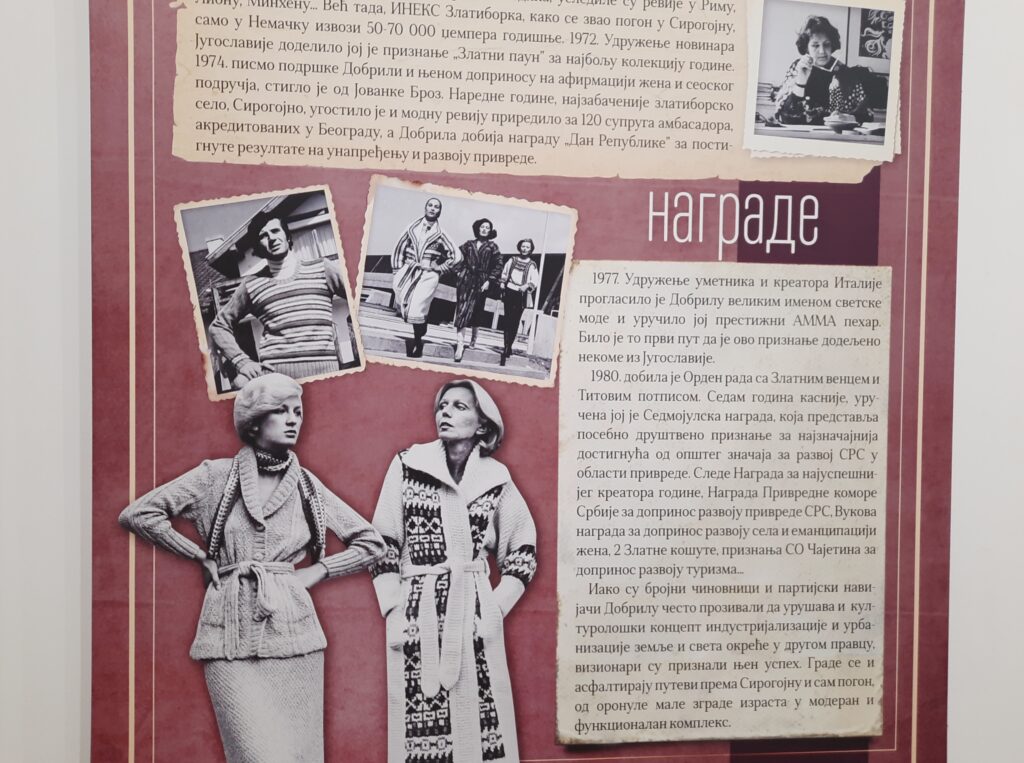 Лиону, Минхену... Већ тада, ИНЕКС Златиборка, како се звао погон у Сирогојну,
само у Немачку извози 50-70 000 џемпера годишње. 1972. Удружење новинара
Југославије доделило јој је признање „Златни паун” за најбољу колекцију године.
1974. писмо подршке Добрили и њеном доприносу на афирмацији жена и сеоског
подручја, стигло је од Јованке Броз. Наредне године, најзабаченије златиборско
село, Сирогојно, угостило је и модну ревију приредило за 120 супруга амбасадора,
акредитованих у Београду, а Добрила добија награду „Дан Републике” за пости-
гнуте резултате на унапређењу и развоју привреде.
награде
1977. Удружење уметника и креатора Италије
прогласило је Добрилу великим именом светске
моде и уручило јој престижни АММА пехар.
Било је то први пут да је ово признање додељено
некоме из Југославије.
1980. добила је Орден рада са Златним венцем и
Титовим потписом. Седам година касније, уру-
чена јој је Седмојулска награда, која представља
посебно друштвено признање за најзначајнија
достигнућа од општег значаја за развој СРС у
области привреде. Следе Награда за најуспешни-
јег креатора године, Награда Привредне коморе
Србије за допринос развоју привреде СРС, Вукова
награда за допринос развоју села и еманципацији
жена, 2 Златне кошуте, признања СО Чајетина за
допринос развоју туризма...
Иако су бројни чиновници и партијски нави-
јачи Добрилу често прозивали да урушава и кул-
туролошки концепт индустријализације и урба-
низације земље и света окреће у другом правцу,
визионари су признали њен успех. Граде се и
асфалтирају путеви према Сирогојну и сам погон,
од оронуле мале зграде израста у модеран и
функционалан комплекс.